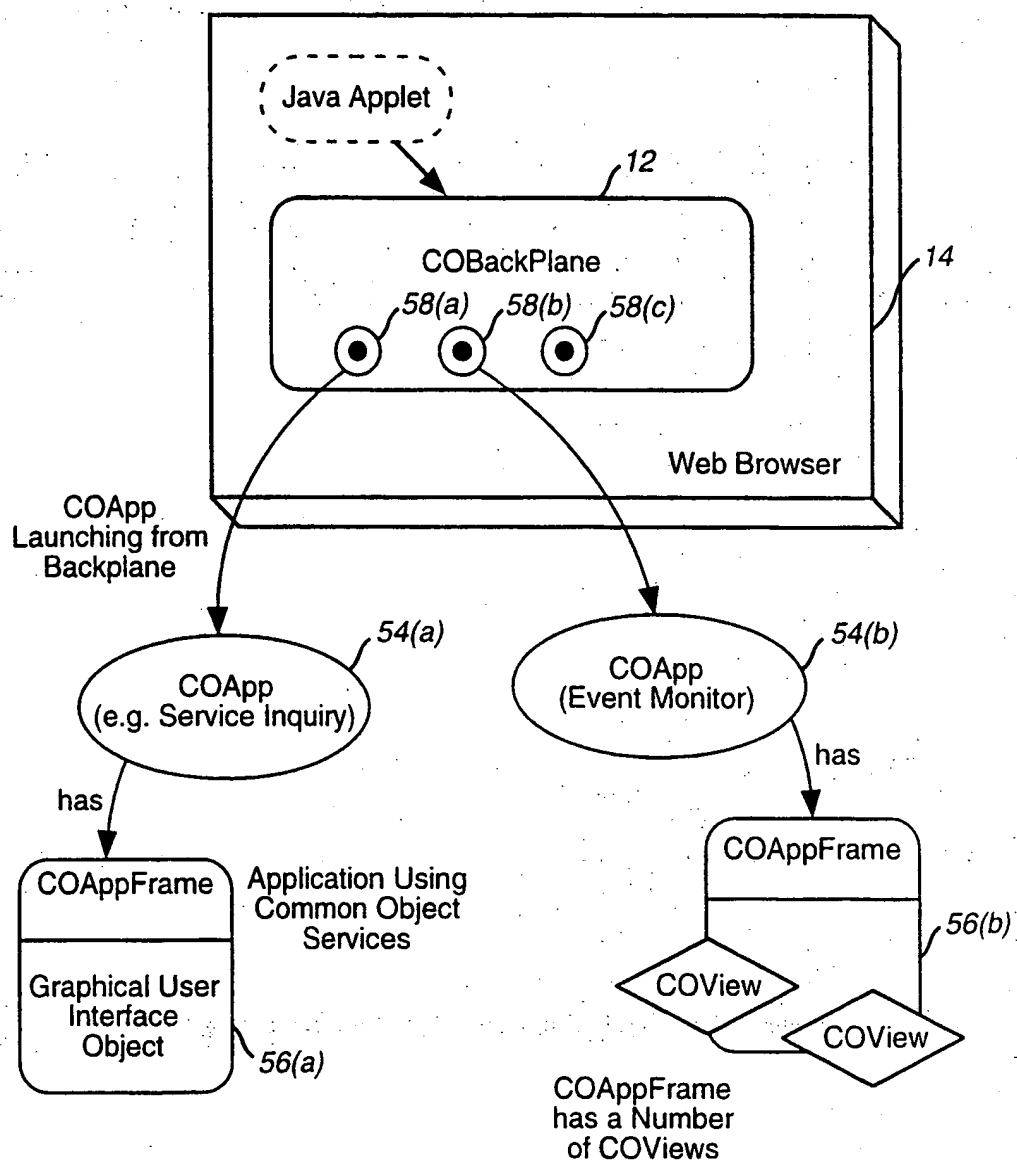 Java Applet
12
COBackPlane
14
58(a)
58(b)
58(c)
Web Browser
COApp
Launching from
Backplane
54(a)
COApp
(e.g. Service Inquiry)
54(b)
COApp
(Event Monitor)
has
has
COAppFrame
Graphical User
Interface
Object
56(a)
Application Using
Common Object
Services
COAppFrame
56(b)
COView
COView
COAppFrame
has a Number
of COViews